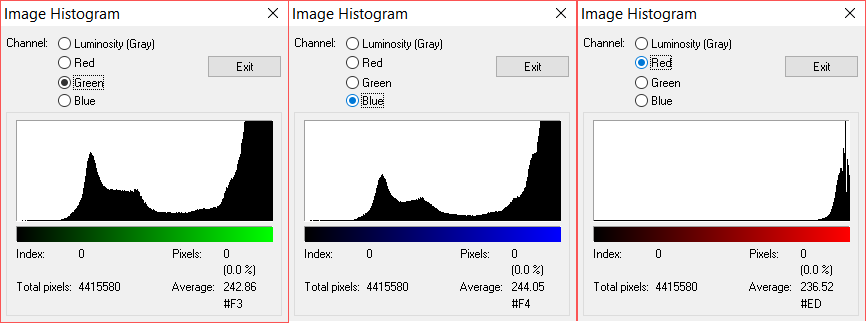 Image Histogram
Channel:
Luminosity (Gray)
Red
Green
Blue
Exit
Index: 0 Pixels: 0
(0.0 %)
Total pixels: 4415580 Average: 242.86
#F3
Image Histogram
Channel:
Luminosity (Gray)
Red
Green
Blue
Exit
Index: 0 Pixels: 0
(0.0 %)
Total pixels: 4415580 Average: 244.05
#F4
Image Histogram
Channel:
Luminosity (Gray)
Red
Green
Blue
Exit
Index: 0 Pixels: 0
(0.0 %)
Total pixels: 4415580 Average: 236.52
#ED